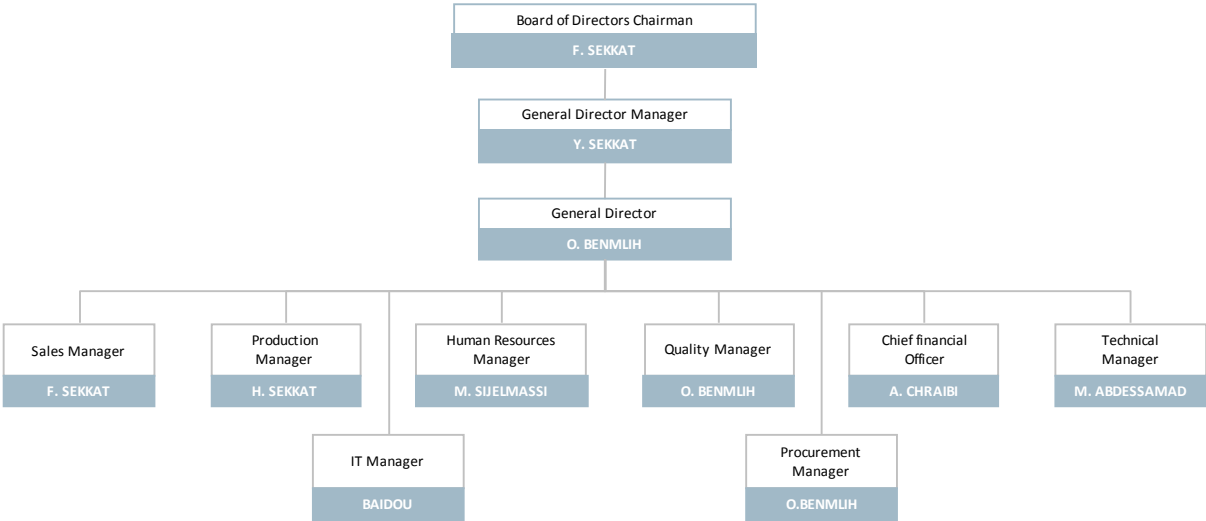 Board of Directors Chairman
F. SEKKAT
General Director Manager
Y. SEKKAT
General Director
O. BENMLIH
Sales Manager
F. SEKKAT
Production
Manager
H. SEKKAT
Human Resources
Manager
M. SIJELMASSI
Quality Manager
O. BENMLIH
Chief financial
Officer
A. CHRAIBI
Technical
Manager
M. ABDESSAMAD
IT Manager
BAIDOU
Procurement
Manager
O.BENMLIH